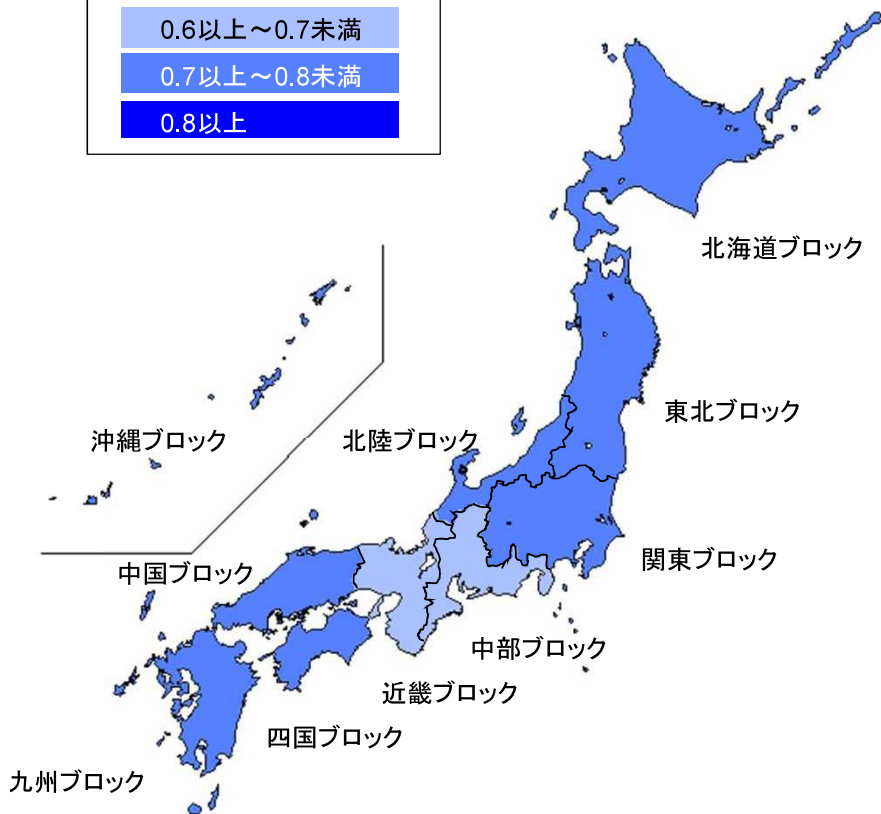 0.6以上～0.7未満
0.7以上～0.8未満
0.8以上
北海道ブロック
東北ブロック
沖縄ブロック
北陸ブロック
関東ブロック
中国ブロック
中部ブロック
近畿ブロック
四国ブロック
九州ブロック